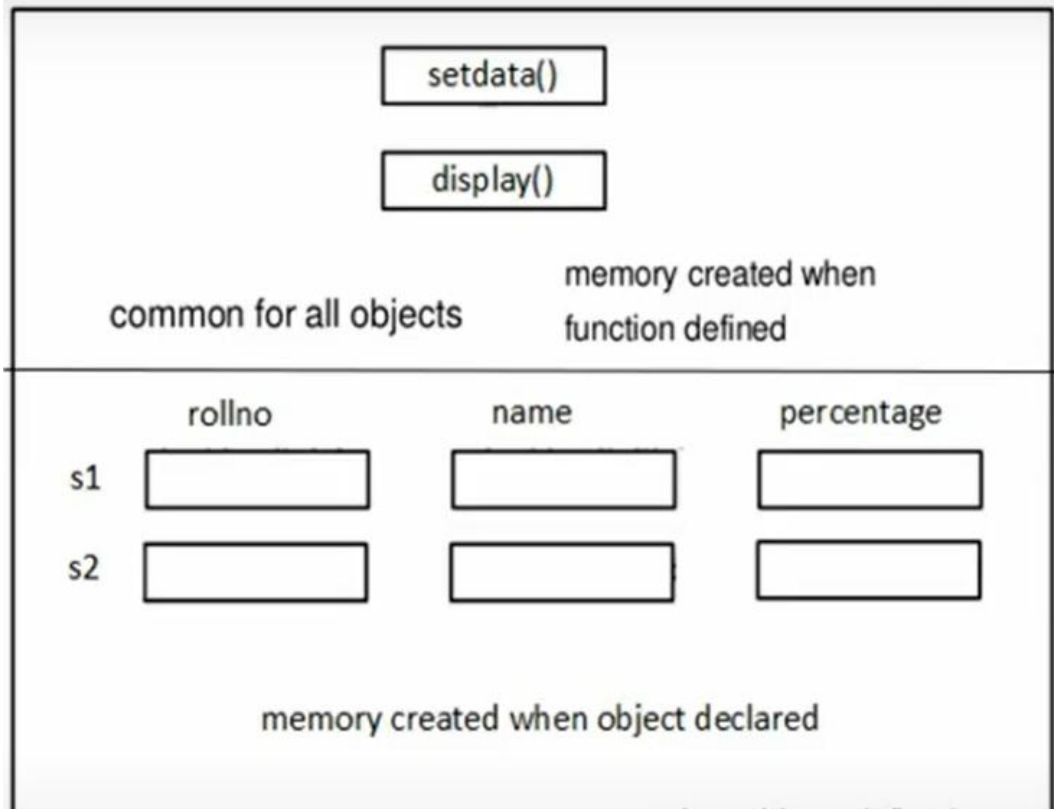 setdata()
display()
memory created when
common for all objects
function defined
rollno name percentage
s1
s2
memory created when object declared